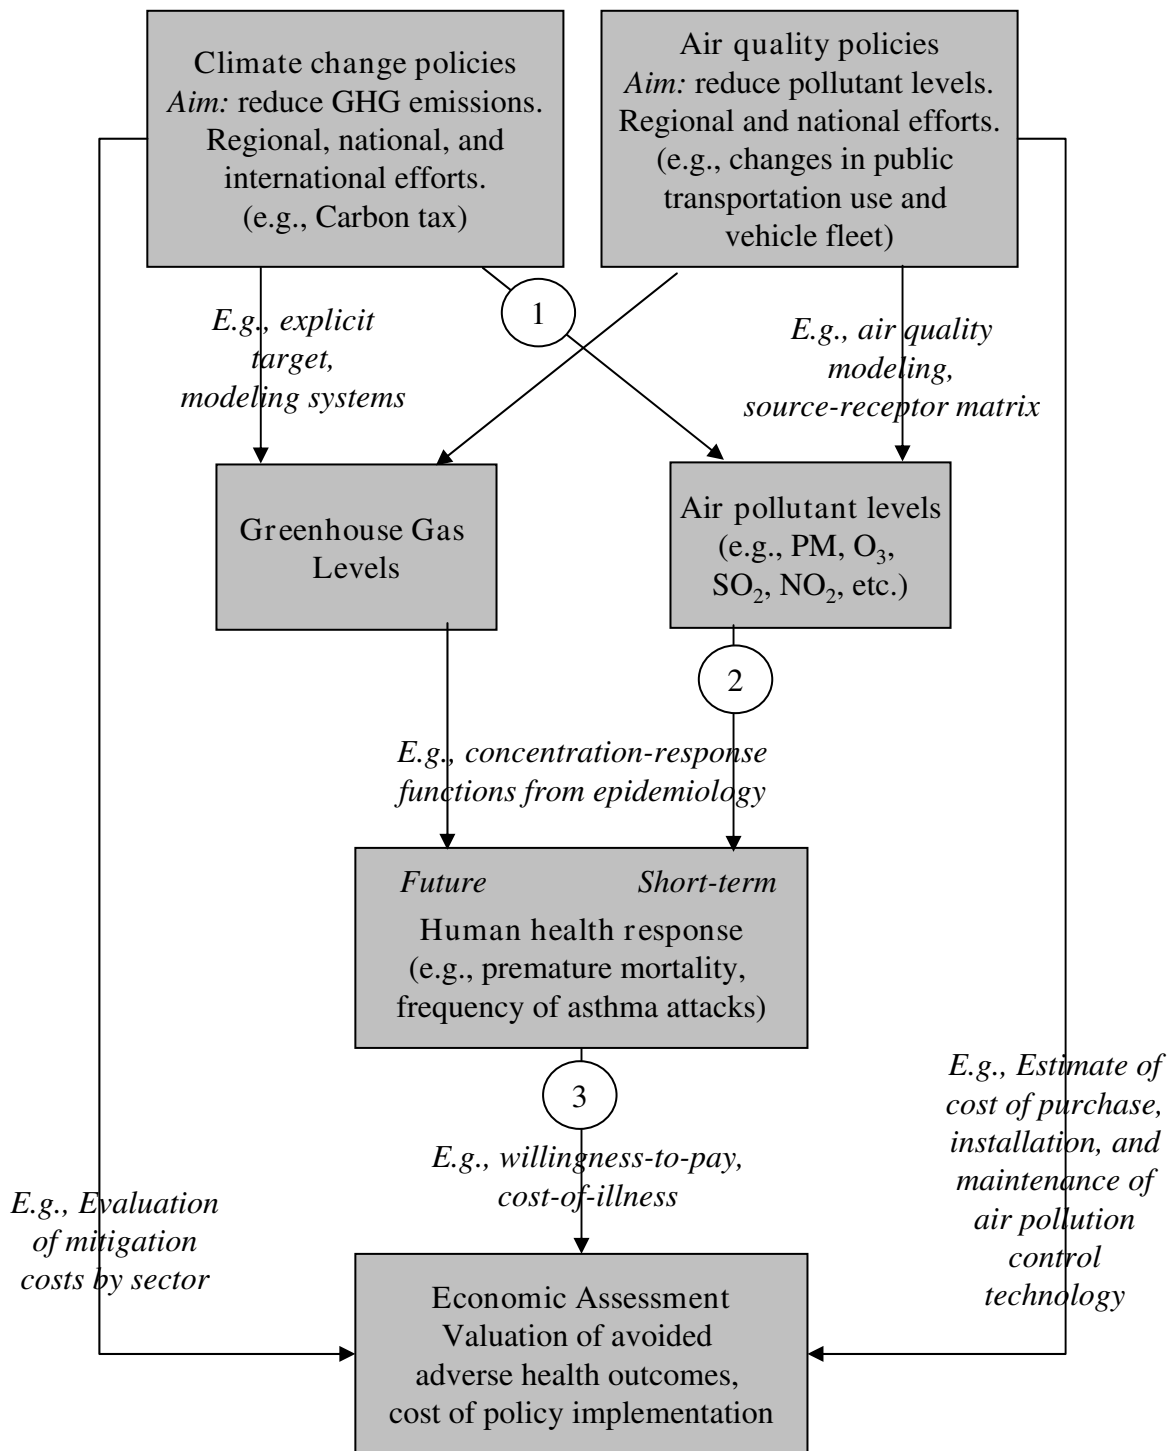 Climate change policies
Aim: reduce GHG emissions.
Regional, national, and
international efforts.
(e.g., Carbon tax)
Air quality policies
Aim: reduce pollutant levels.
Regional and national efforts.
(e.g., changes in public
transportation use and
vehicle fleet)
E.g., explicit
target,
modeling systems
1
E.g., air quality
modeling,
source-receptor matrix
Greenhouse Gas
Levels
Air pollutant levels
(e.g., PM, O₃,
SO₂, NO₂, etc.)
2
E.g., concentration-response
functions from epidemiology
Future
Short-term
Human health response
(e.g., premature mortality,
frequency of asthma attacks)
3
E.g., willingness-to-pay,
cost-of-illness
E.g., Evaluation
of mitigation
costs by sector
E.g., Estimate of
cost of purchase,
installation, and
maintenance of
air pollution
control
technology
Economic Assessment
Valuation of avoided
adverse health outcomes,
cost of policy implementation